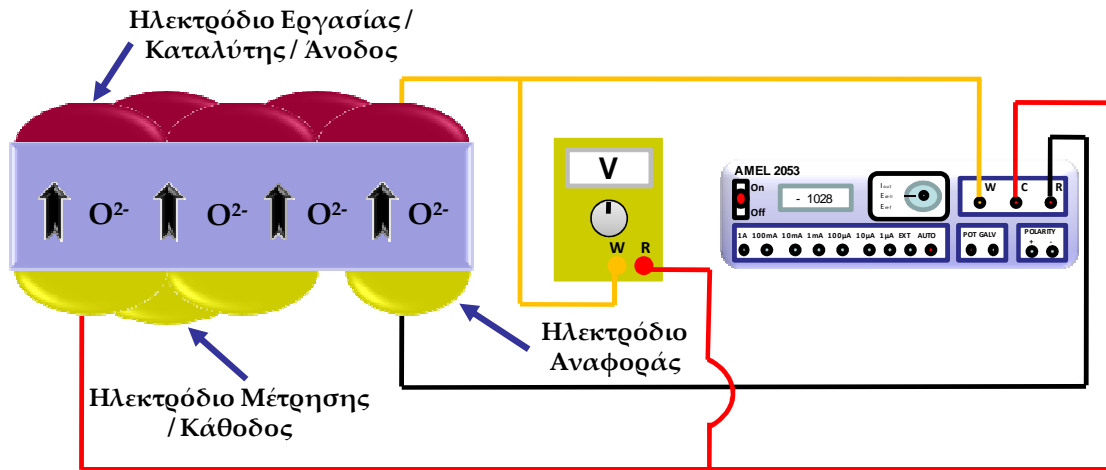 Ηλεκτρόδιο Εργασίας /
Καταλύτης / Άνοδος
O²⁻ O²⁻ O²⁻ O²⁻
V
W R
AMEL 2053
On
Off
- 1028
W C R
1A 100mA 10mA 1mA 100μA 10μA 1μA EXT AUTO
POT GALV
POLARITY
+ -
Ηλεκτρόδιο
Αναφοράς
Ηλεκτρόδιο Μέτρησης
/ Κάθοδος